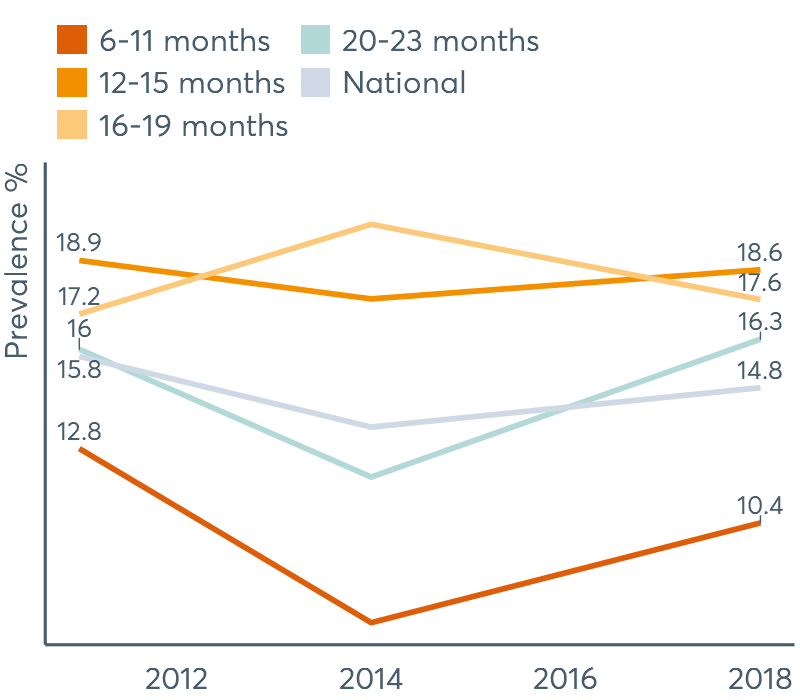 6-11 months
20-23 months
12-15 months
National
16-19 months
Prevalence %
18.9
18.6
17.2
17.6
16
16.3
15.8
14.8
12.8
10.4
2012 2014 2016 2018